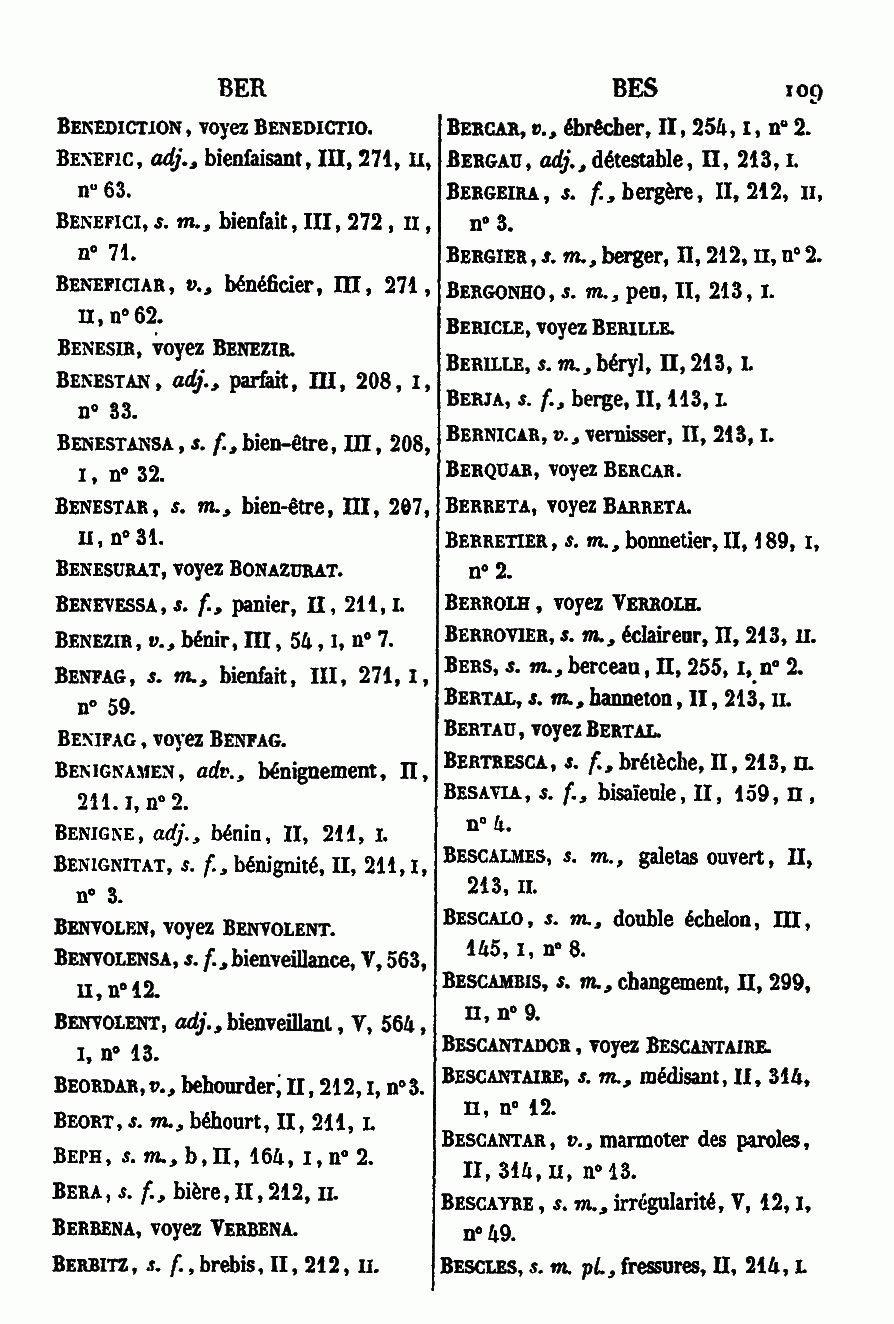 BER
BENEDICTION, voyez BENEDICTIO.
BENEFIC, adj., bienfaisant, III, 271, II,
n° 63.
BENEFICI, s. m., bienfait, III, 272, II,
n° 71.
BENEFICIAR, v., bénéficier, III, 271,
II, n° 62.
BENESIR, voyez BENEZIR.
BENESTAN, adj., parfait, III, 208, I,
n° 33.
BENESTANSA, s. f., bien-être, III, 208,
I, n° 32.
BENESTAR, s. m., bien-être, III, 207,
II, n° 31.
BENESURAT, voyez BONAZURAT.
BENEVESSA, s. f., panier, II, 211, I.
BENEZIR, v., bénir, III, 54, I, n° 7.
BENFAG, s. m., bienfait, III, 271, I,
n° 59.
BENIFAG, voyez BENFAG.
BENIGNAMEN, adv., bénignement, II,
211. I, n° 2.
BENIGNE, adj., bénin, II, 211, I.
BENIGNITAT, s. f., bénignité, II, 211, I,
n° 3.
BENVOLEN, voyez BENVOLENT.
BENVOLENSA, s. f., bienveillance, V, 563,
II, n° 12.
BENVOLENT, adj., bienveillant, V, 564,
I, n° 13.
BEORDAR, v., behourder, II, 212, I, n° 3.
BEORT, s. m., béhourt, II, 211, I.
BEPH, s. m., b, II, 164, I, n° 2.
BERA, s. f., bière, II, 212, II.
BERBENA, voyez VERBENA.
BERBITZ, s. f., brebis, II, 212, II.
BES 109
BERCAR, v., ébrêcher, II, 254, I, n° 2.
BERGAU, adj., détestable, II, 213, I.
BERGEIRA, s. f., bergère, II, 212, II,
n° 3.
BERGIER, s. m., berger, II, 212, II, n° 2.
BERGONHO, s. m., peu, II, 213, I.
BERICLE, voyez BERILLE.
BERILLE, s. m., béryl, II, 213, I.
BERJA, s. f., berge, II, 113, I.
BERNICAR, v., vernisser, II, 213, I.
BERQUAR, voyez BERCAR.
BERRETA, voyez BARRETA.
BERRETIER, s. m., bonnetier, II, 189, I,
n° 2.
BERROLH, voyez VERROLH.
BERROVIER, s. m., éclaireur, II, 213, II.
BERS, s. m., berceau, II, 255, I, n° 2.
BERTAL, s. m., hanneton, II, 213, II.
BERTAU, voyez BERTAL.
BERTRESCA, s. f., brétèche, II, 213, II.
BESAVIA, s. f., bisaïeule, II, 159, II,
n° 4.
BESCALMES, s. m., galetas ouvert, II,
213, II.
BESCALO, s. m., double échelon, III,
145, I, n° 8.
BESCAMBIS, s. m., changement, II, 299,
II, n° 9.
BESCANTADOR, voyez BESCANTAIRE.
BESCANTAIRE, s. m., médisant, II, 314,
II, n° 12.
BESCANTAR, v., marmoter des paroles,
II, 314, II, n° 13.
BESCAYRE, s. m., irrégularité, V, 12, I,
n° 49.
BESCLES, s. m. pl., fressures, II, 214, I.